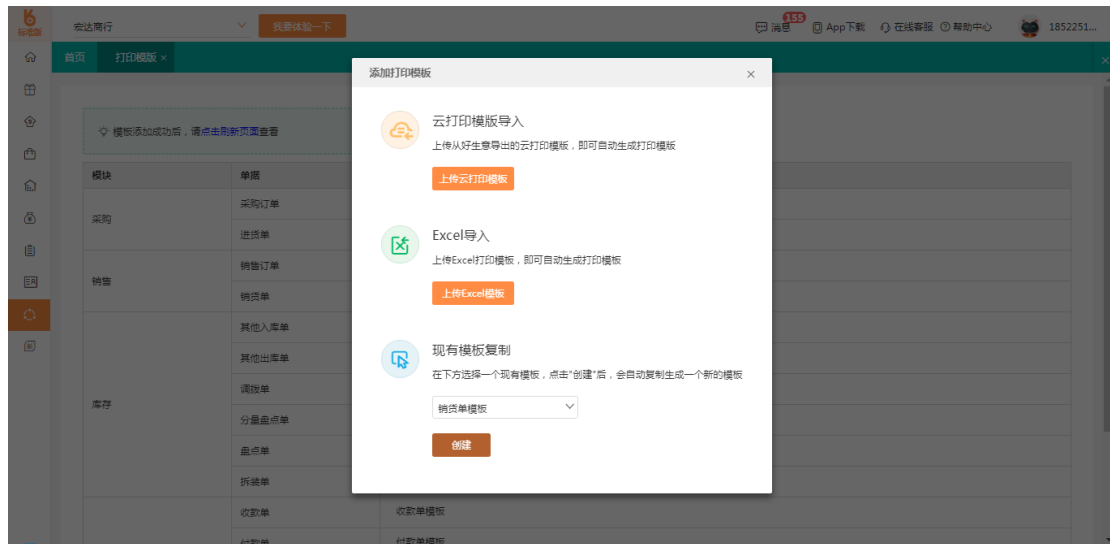 标准版
宏达商行
我要体验一下
消息
155
App下载
在线客服
帮助中心
1852251...
首页
打印模版 ×
添加打印模板
×
模板添加成功后，请点击刷新页面查看
云打印模版导入
上传从好生意导出的云打印模版，即可自动生成打印模版
上传云打印模板
Excel导入
上传Excel打印模板，即可自动生成打印模板
上传Excel模板
现有模板复制
在下方选择一个现有模板，点击"创建"后，会自动复制生成一个新的模板
销货单模板
创建
模块
单据
采购
采购订单
进货单
销售
销售订单
销货单
库存
其他入库单
其他出库单
调拨单
分量盘点单
盘点单
拆装单
收款单
收款单模板
付款单
付款单模板